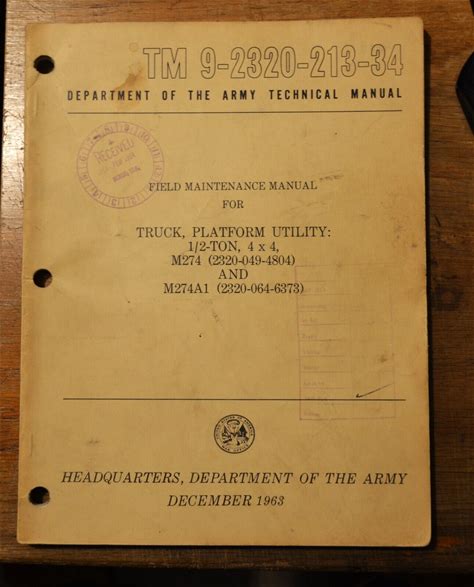 TM 9-2320-213-34
DEPARTMENT OF THE ARMY TECHNICAL MANUAL
RECEIVED
FIELD MAINTENANCE MANUAL
FOR
TRUCK, PLATFORM UTILITY:
1/2-TON, 4 x 4,
M274 (2320-049-4804)
AND
M274A1 (2320-064-6373)
HEADQUARTERS, DEPARTMENT OF THE ARMY
DECEMBER 1963